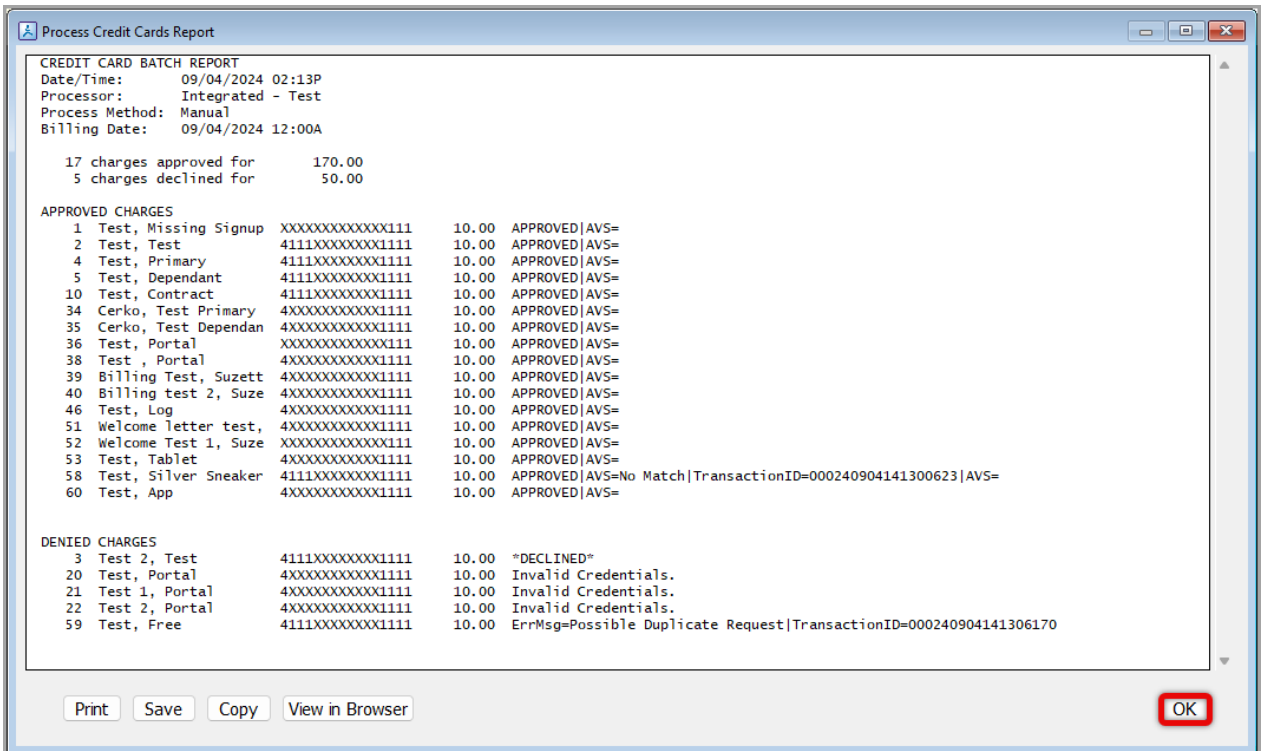 Process Credit Cards Report
CREDIT CARD BATCH REPORT
Date/Time: 09/04/2024 02:13P
Processor: Integrated - Test
Process Method: Manual
Billing Date: 09/04/2024 12:00A
17 charges approved for 170.00
5 charges declined for 50.00
APPROVED CHARGES
1 Test, Missing Signup XXXXXXXXXXXXX111 10.00 APPROVED|AVS=
2 Test, Test 4111XXXXXXXX1111 10.00 APPROVED|AVS=
4 Test, Primary 4111XXXXXXXX1111 10.00 APPROVED|AVS=
5 Test, Dependant 4111XXXXXXXX1111 10.00 APPROVED|AVS=
10 Test, Contract 4111XXXXXXXX1111 10.00 APPROVED|AVS=
34 Cerko, Test Primary 4XXXXXXXXXXX1111 10.00 APPROVED|AVS=
35 Cerko, Test Dependan 4XXXXXXXXXXX1111 10.00 APPROVED|AVS=
36 Test, Portal XXXXXXXXXXXX1111 10.00 APPROVED|AVS=
38 Test , Portal 4XXXXXXXXXXX1111 10.00 APPROVED|AVS=
39 Billing Test, Suzett 4XXXXXXXXXXX1111 10.00 APPROVED|AVS=
40 Billing test 2, Suze 4XXXXXXXXXXX1111 10.00 APPROVED|AVS=
46 Test, Log 4XXXXXXXXXXX1111 10.00 APPROVED|AVS=
51 Welcome letter test, 4XXXXXXXXXXX1111 10.00 APPROVED|AVS=
52 Welcome Test 1, Suze XXXXXXXXXXXX1111 10.00 APPROVED|AVS=
53 Test, Tablet 4XXXXXXXXXXX1111 10.00 APPROVED|AVS=
58 Test, Silver Sneaker 4111XXXXXXXX1111 10.00 APPROVED|AVS=No Match|TransactionID=000240904141300623|AVS=
60 Test, App 4XXXXXXXXXXX1111 10.00 APPROVED|AVS=
DENIED CHARGES
3 Test 2, Test 4111XXXXXXXX1111 10.00 *DECLINED*
20 Test, Portal 4XXXXXXXXXXX1111 10.00 Invalid Credentials.
21 Test 1, Portal 4XXXXXXXXXXX1111 10.00 Invalid Credentials.
22 Test 2, Portal 4XXXXXXXXXXX1111 10.00 Invalid Credentials.
59 Test, Free 4111XXXXXXXX1111 10.00 ErrMsg=Possible Duplicate Request|TransactionID=000240904141306170
Print Save Copy View in Browser OK